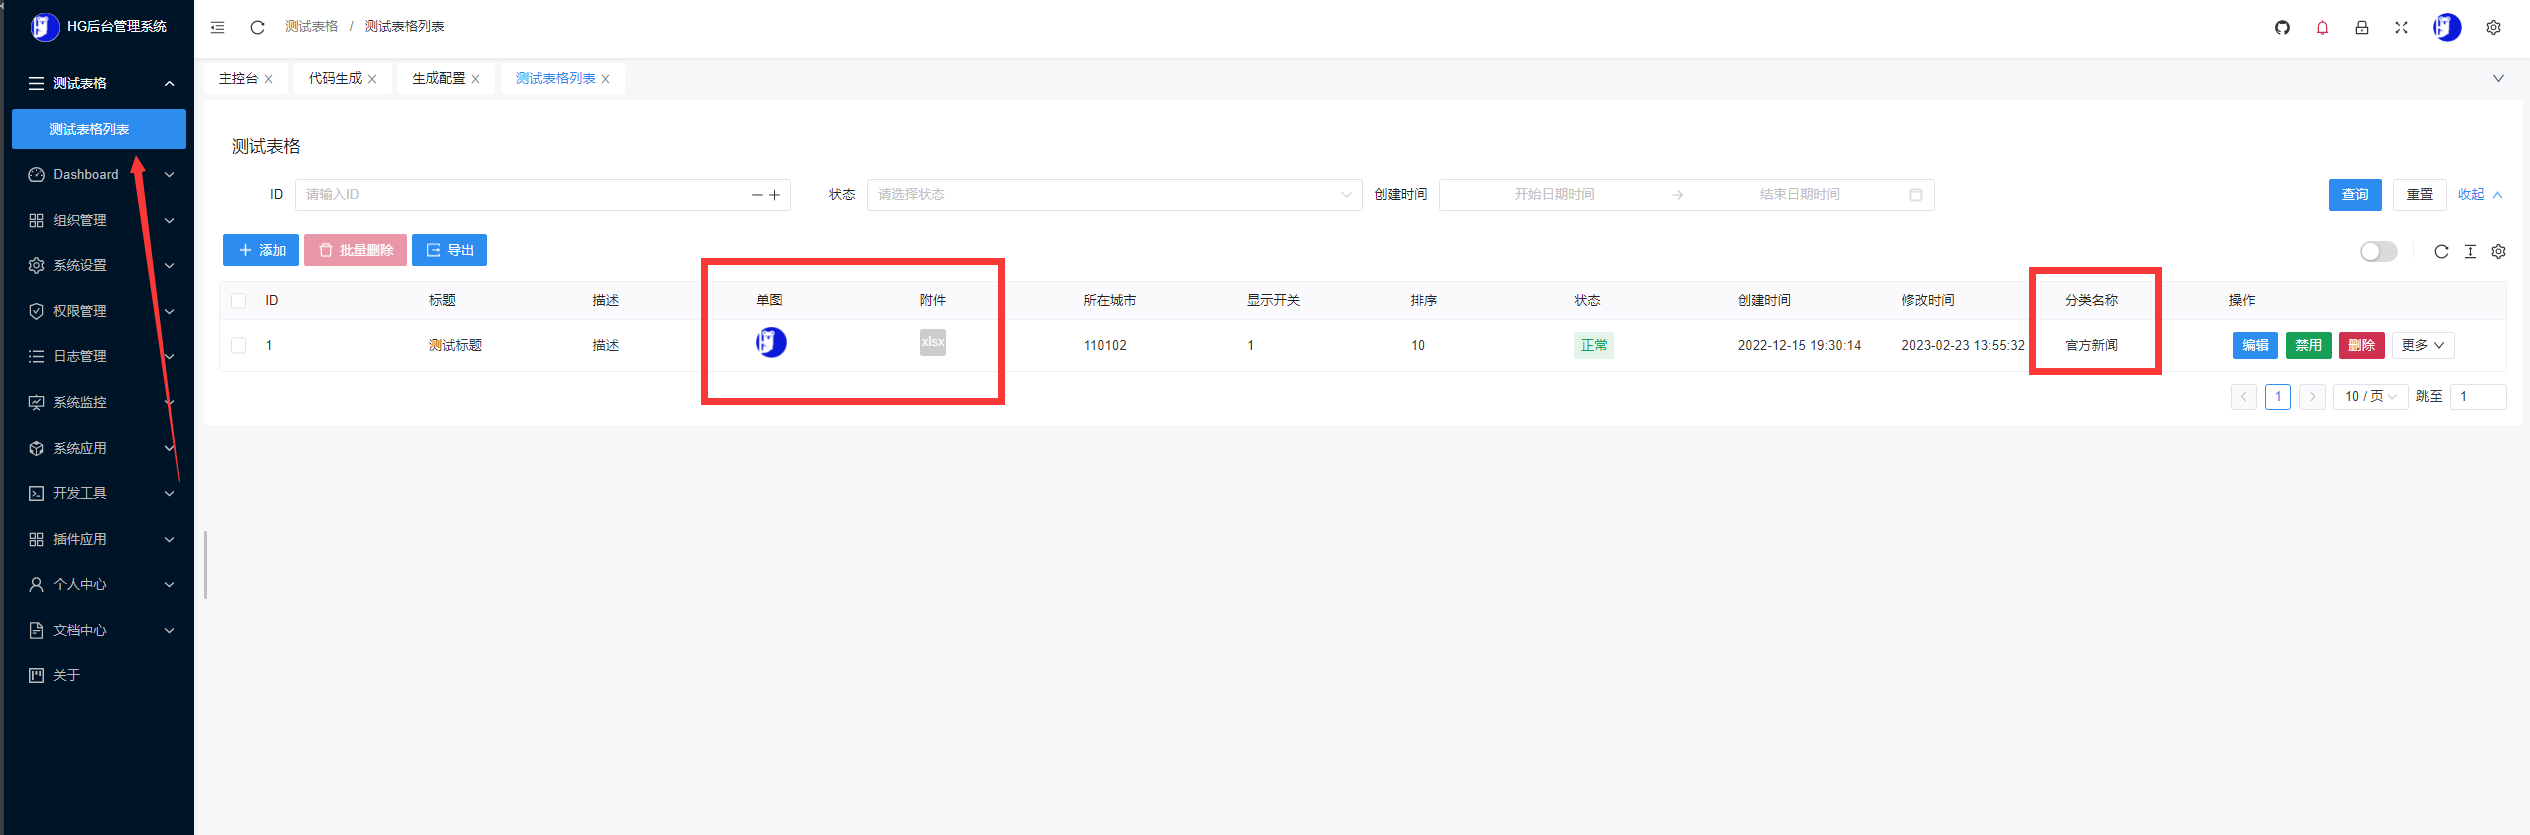 HG后台管理系统
测试表格 / 测试表格列表
测试表格
测试表格列表
Dashboard
组织管理
系统设置
权限管理
日志管理
系统监控
系统应用
开发工具
插件应用
个人中心
文档中心
关于
主控台 x 代码生成 x 生成配置 x 测试表格列表 x
测试表格
ID 请输入ID 状态 请选择状态 创建时间 开始日期时间 结束日期时间 查询 重置 收起
添加 批量删除 导出
ID 标题 描述 单图 附件 所在城市 显示开关 排序 状态 创建时间 修改时间 分类名称 操作
1 测试标题 描述 xlsx 110102 1 10 正常 2022-12-15 19:30:14 2023-02-23 13:55:32 官方新闻 编辑 禁用 删除 更多
1 10 / 页 跳至 1